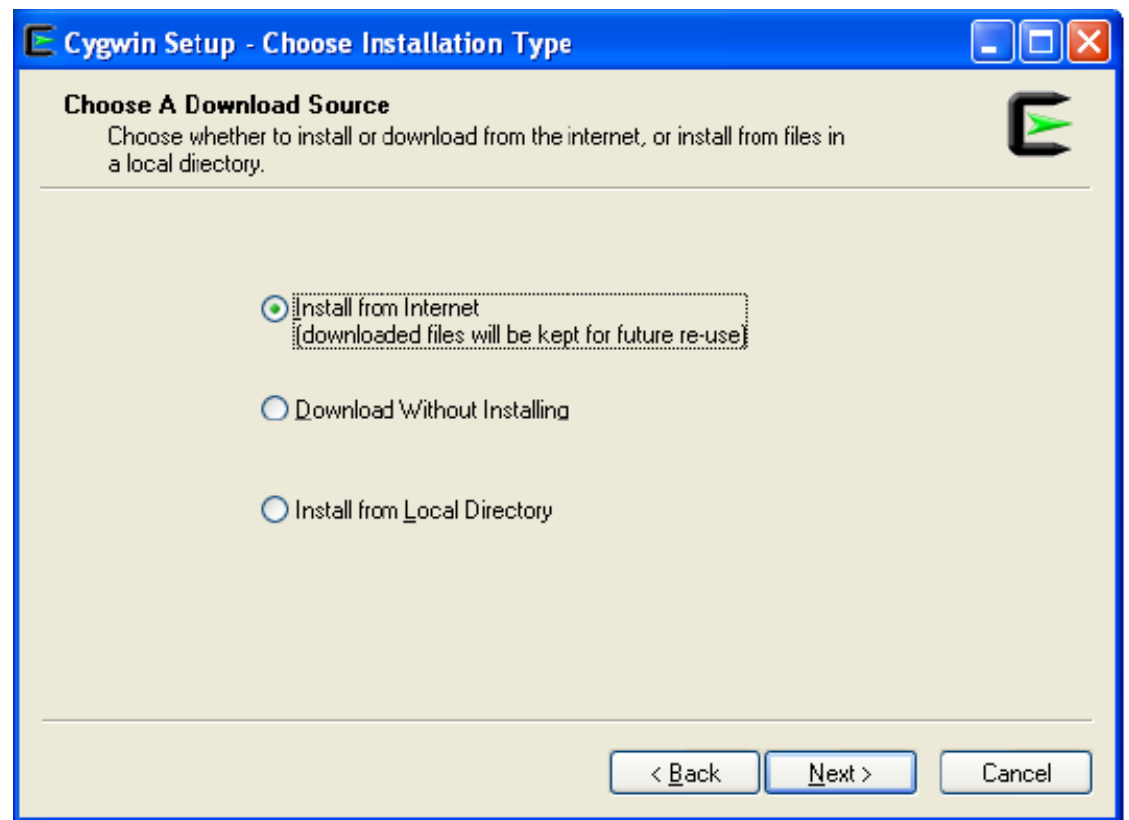 Cygwin Setup - Choose Installation Type
Choose A Download Source
Choose whether to install or download from the internet, or install from files in
a local directory.
Install from Internet
(downloaded files will be kept for future re-use)
Download Without Installing
Install from Local Directory
< Back
Next >
Cancel